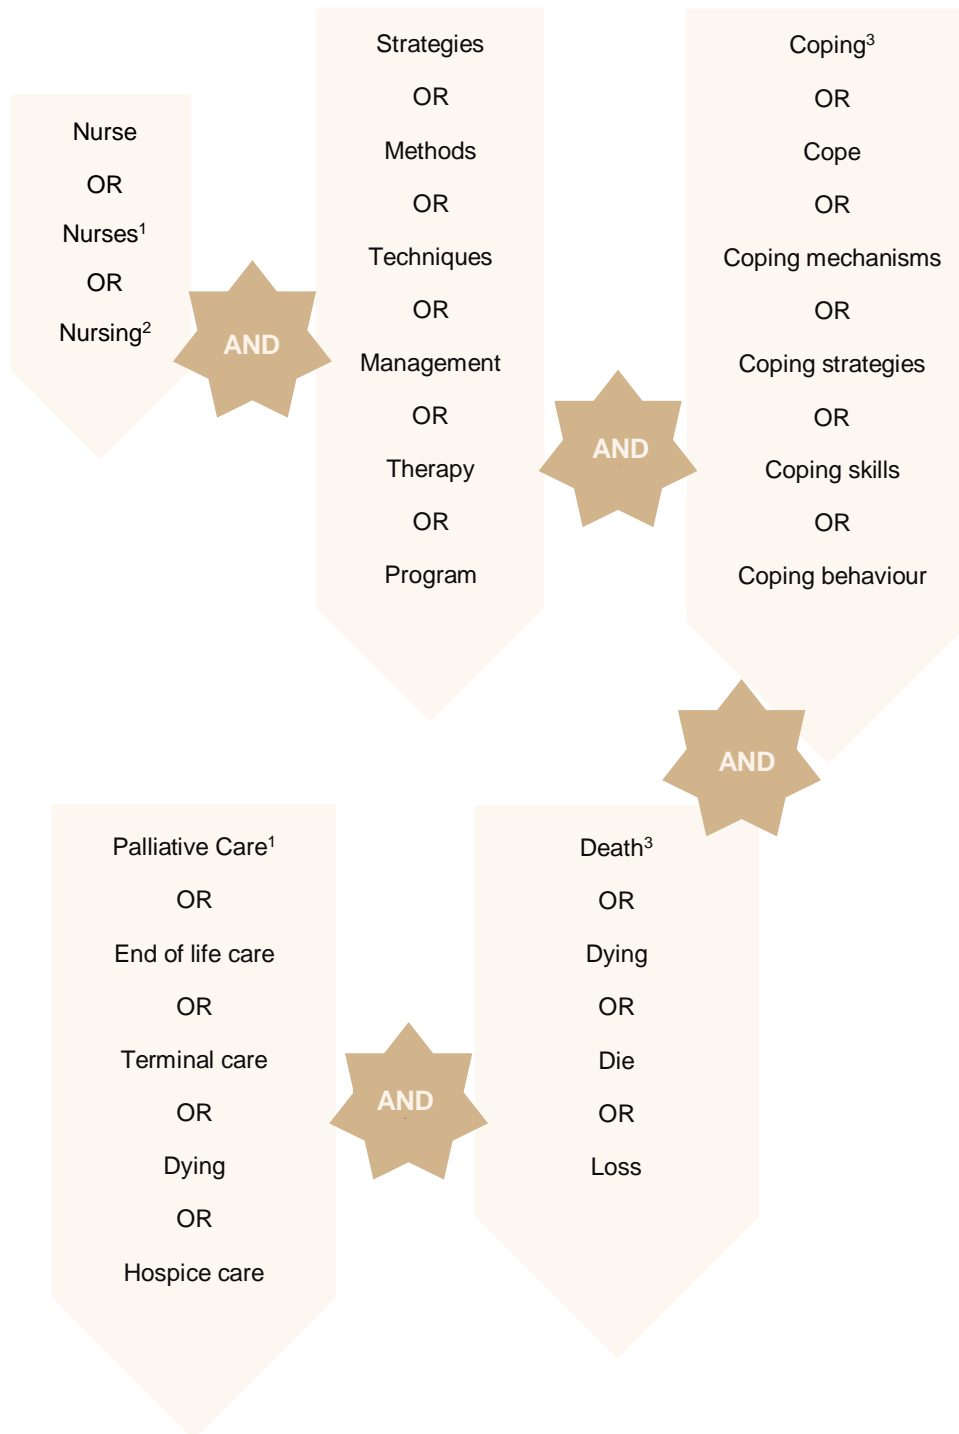 Nurse
OR
Nurses¹
OR
Nursing²
AND
Strategies
OR
Methods
OR
Techniques
OR
Management
OR
Therapy
OR
Program
AND
Coping³
OR
Cope
OR
Coping mechanisms
OR
Coping strategies
OR
Coping skills
OR
Coping behaviour
AND
Death³
OR
Dying
OR
Die
OR
Loss
AND
Palliative Care¹
OR
End of life care
OR
Terminal care
OR
Dying
OR
Hospice care